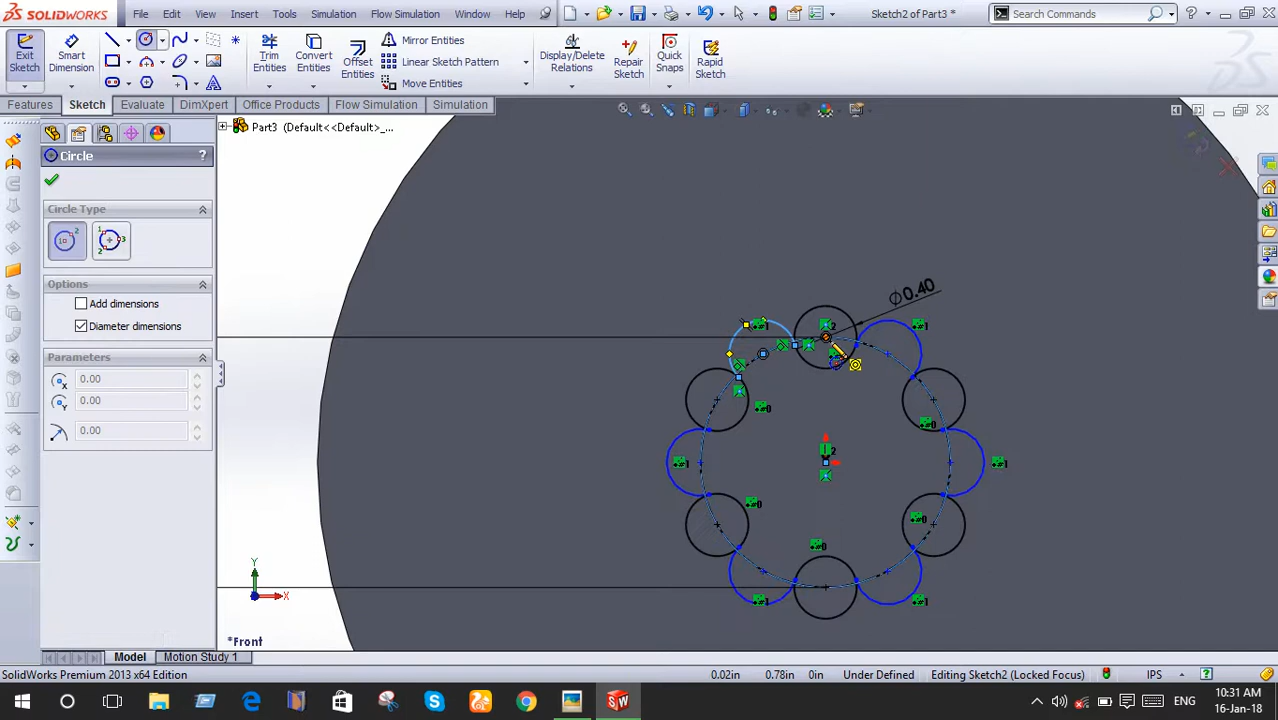 SOLIDWORKS File Edit View Insert Tools Simulation Flow Simulation Window Help Sketch2 of Part3 * Search Commands
Exit Sketch
Smart Dimension
Trim Entities
Convert Entities
Offset Entities
Mirror Entities
Linear Sketch Pattern
Move Entities
Display/Delete Relations
Repair Sketch
Quick Snaps
Rapid Sketch
Features Sketch Evaluate DimXpert Office Products Flow Simulation Simulation
Part3 (Default<<Default>_...
Circle ?
Circle Type
Options
Add dimensions
Diameter dimensions
Parameters
0.00
0.00
0.00
Ø0.40
Y
X
*Front
Model Motion Study 1
SolidWorks Premium 2013 x64 Edition 0.02in 0.78in 0in Under Defined Editing Sketch2 (Locked Focus) IPS
ENG 10:31 AM
16-Jan-18